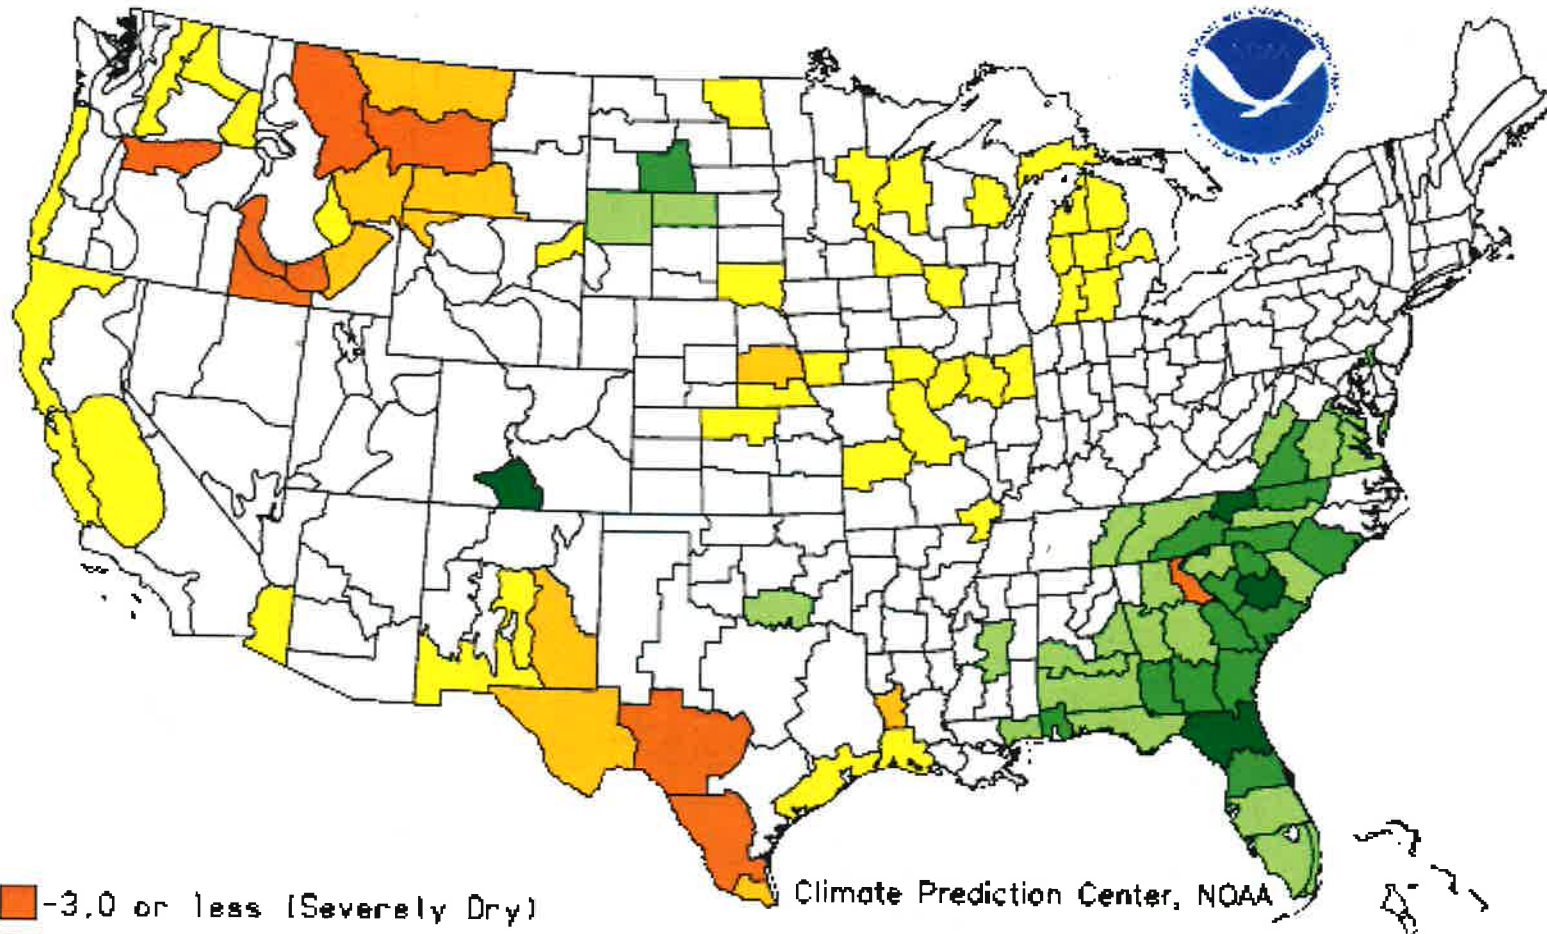 Climate Prediction Center, NOAA
-3.0 or less (Severely Dry)